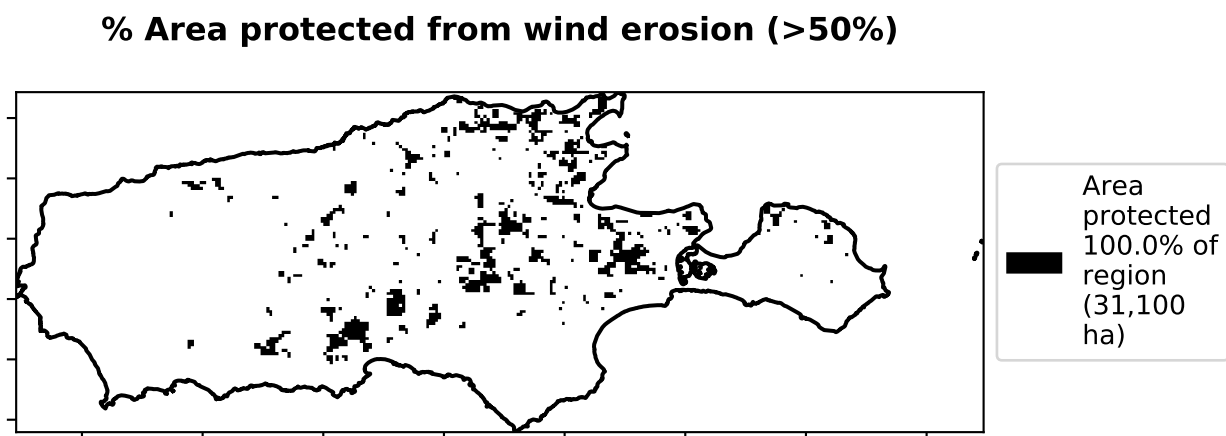 % Area protected from wind erosion (>50%)
Area
protected
100.0% of
region
(31,100
ha)